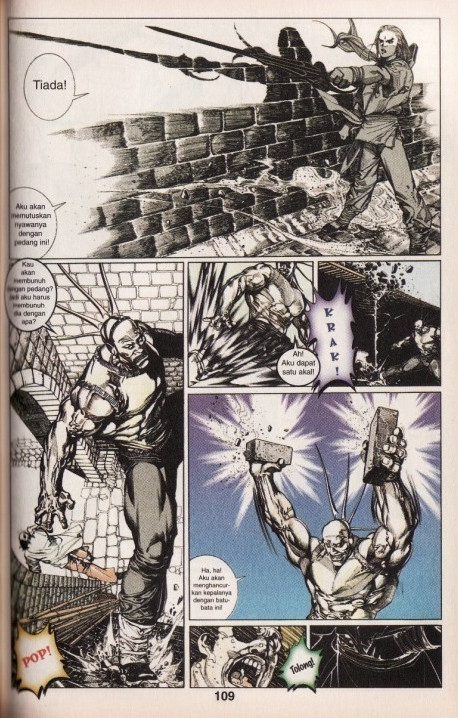 Tiada!
Aku akan
memutuskan
nyawanya
dengan
pedang ini!
Kau
akan
membunuh
dengan pedang?
aku harus
membunuh
dia dengan
apa?
Ah!
Aku dapat
satu akal!
KRAK!
Ha, ha!
Aku akan
menghancur-
kan kepalanya
dengan batu-
bata ini!
POP!
Tolong!
109